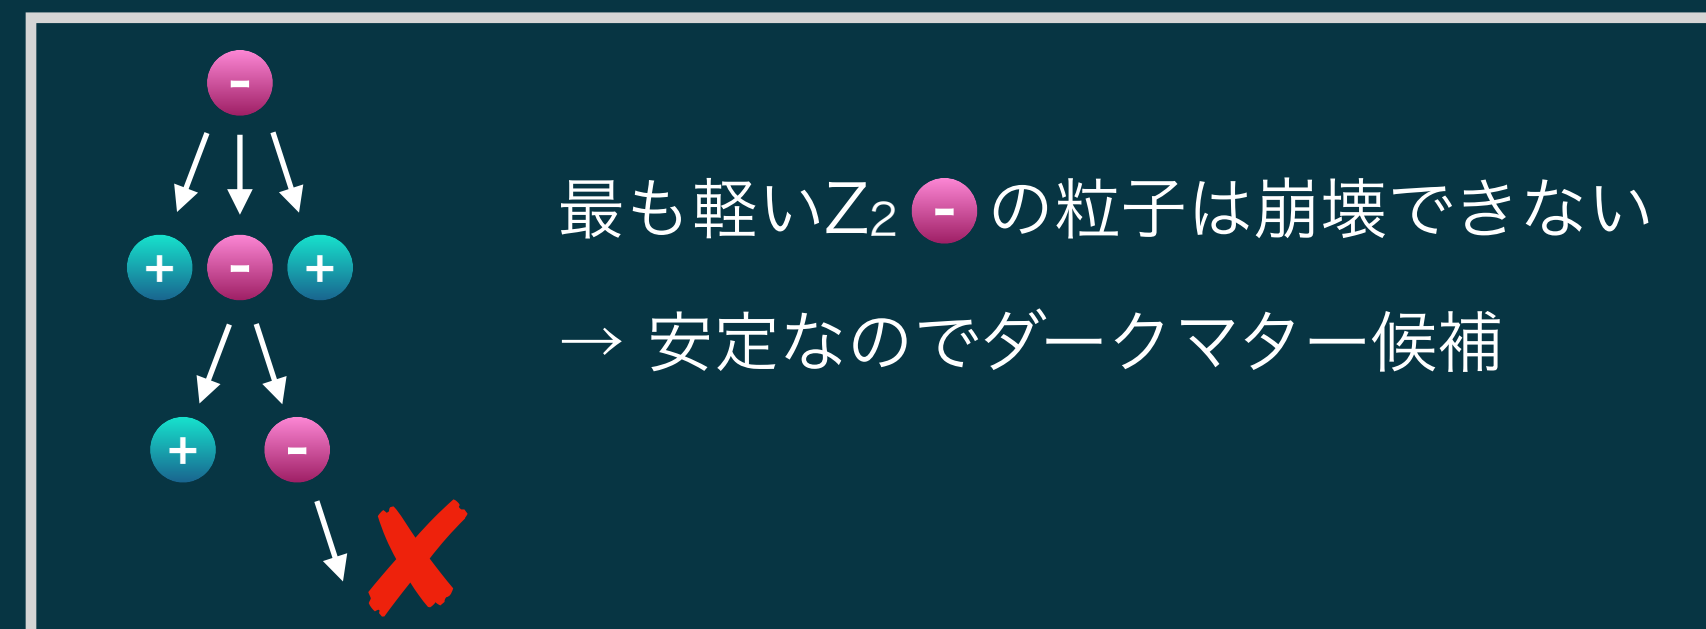 -
+ - +
+ -
最も軽いZ₂ - の粒子は崩壊できない
→ 安定なのでダークマター候補